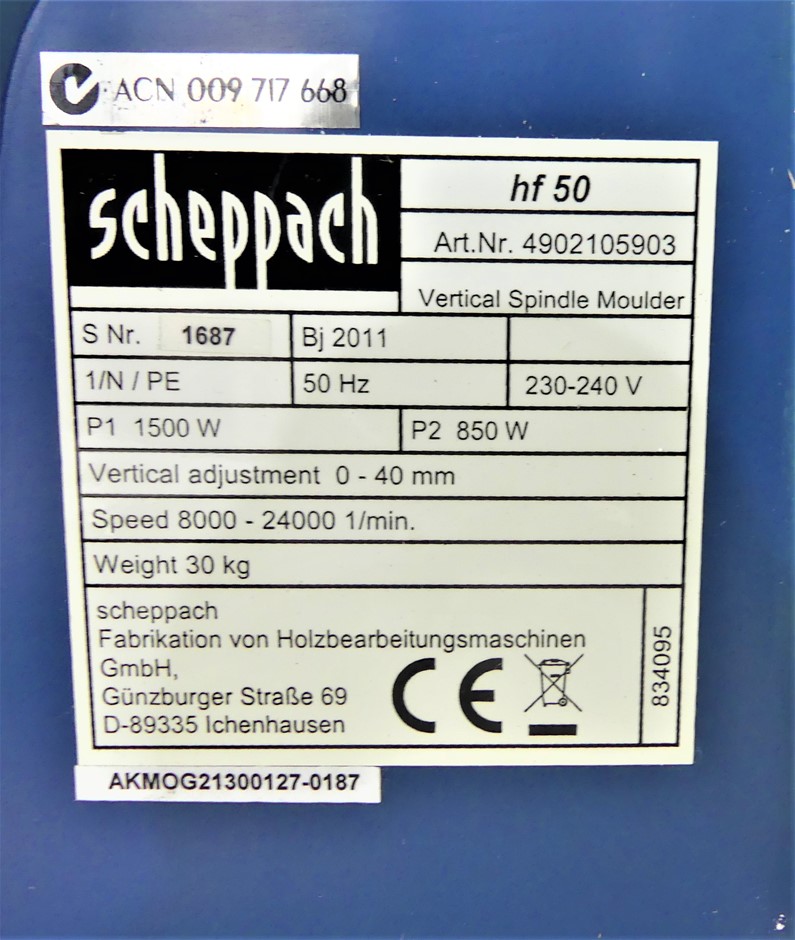 ACN 009 717 668
scheppach
hf 50
Art.Nr. 4902105903
Vertical Spindle Moulder
S Nr. 1687 Bj 2011
1/N / PE 50 Hz 230-240 V
P1 1500 W P2 850 W
Vertical adjustment 0 - 40 mm
Speed 8000 - 24000 1/min.
Weight 30 kg
scheppach
Fabrikation von Holzbearbeitungsmaschinen
GmbH,
Günzburger Straße 69
D-89335 Ichenhausen
CE
834095
AKMOG21300127-0187